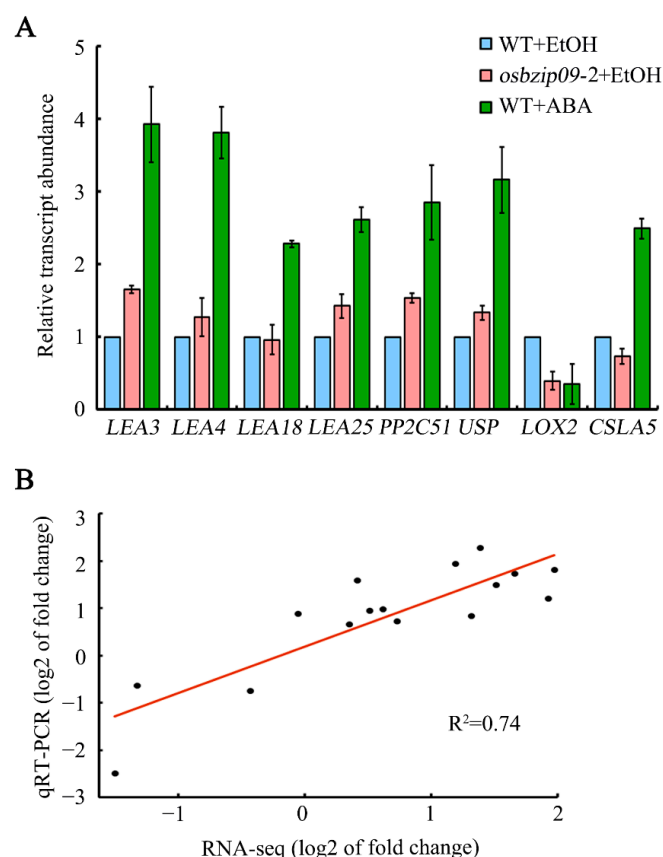 A
WT+EtOH
osbzip09-2+EtOH
WT+ABA
Relative transcript abundance
5
4
3
2
1
0
LEA3 LEA4 LEA18 LEA25 PP2C51 USP LOX2 CSLA5
B
qRT-PCR (log2 of fold change)
3
2
1
0
−1
−2
−3
R²=0.74
−1 0 1 2
RNA-seq (log2 of fold change)